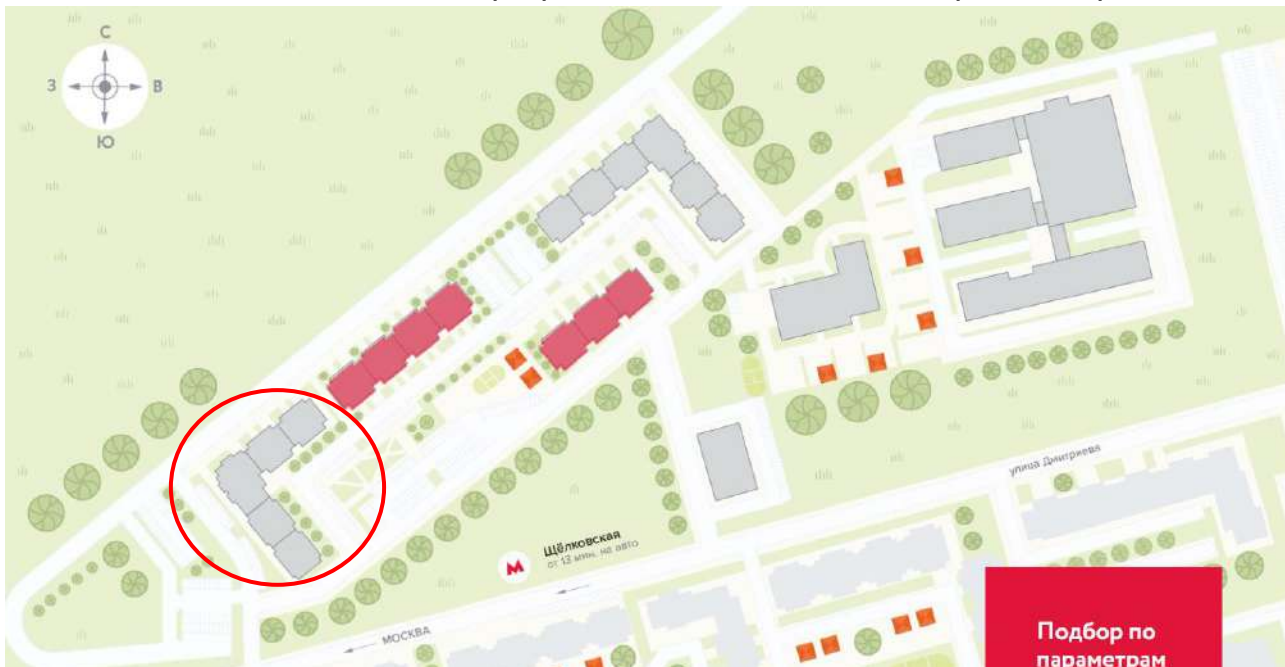 С
З
В
Ю
улица Дмитриева
Щёлковская
от 13 мин. на авто
МОСКВА
Подбор по
параметрам